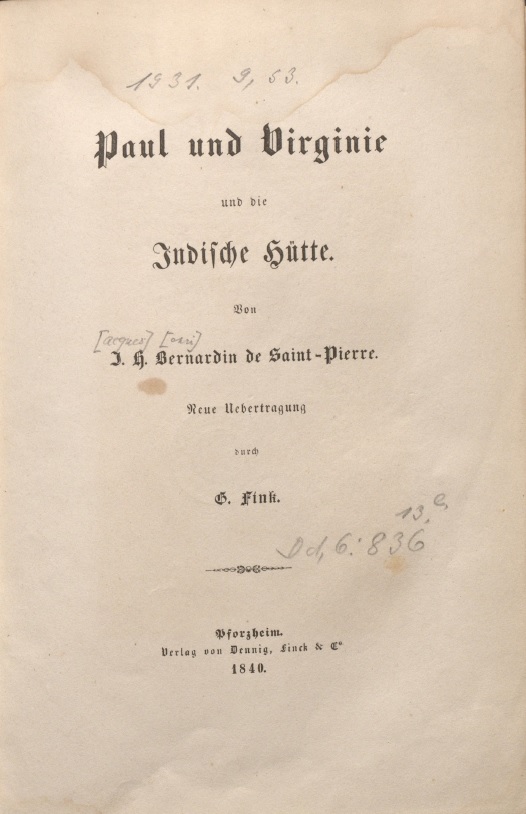 1931. 9, 53.
Paul und Virginie
und die
Indische Hütte.
Von
[acques] [enri]
J. H. Bernardin de Saint-Pierre.
Neue Uebertragung
durch
G. Fink.
13.
Dd, 6: 836
Pforzheim.
Verlag von Dennig, Finck & Co
1840.